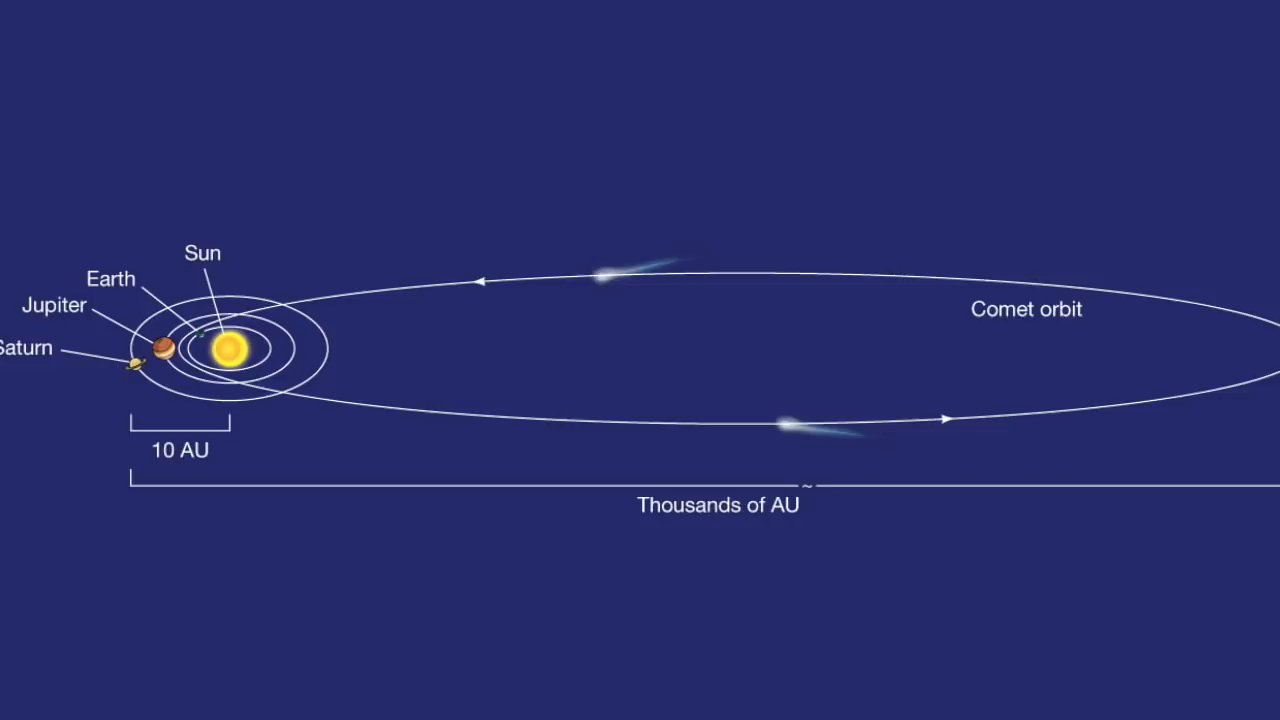 Sun
Earth
Jupiter
Saturn
Comet orbit
10 AU
~
Thousands of AU